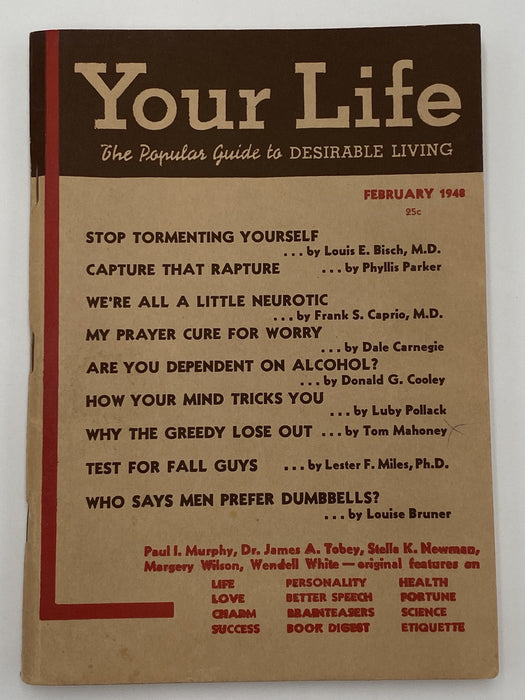 Your Life
The Popular Guide to DESIRABLE LIVING
FEBRUARY 1948
25c
STOP TORMENTING YOURSELF
...by Louis E. Bisch, M.D.
CAPTURE THAT RAPTURE ...by Phyllis Parker
WE'RE ALL A LITTLE NEUROTIC
...by Frank S. Caprio, M.D.
MY PRAYER CURE FOR WORRY
...by Dale Carnegie
ARE YOU DEPENDENT ON ALCOHOL?
...by Donald G. Cooley
HOW YOUR MIND TRICKS YOU
...by Luby Pollack
WHY THE GREEDY LOSE OUT ...by Tom Mahoney
TEST FOR FALL GUYS ...by Lester F. Miles, Ph.D.
WHO SAYS MEN PREFER DUMBBELLS?
...by Louise Bruner
Paul I. Murphy, Dr. James A. Tobey, Stella K. Newman,
Margery Wilson, Wendell White—original features on
LIFE PERSONALITY HEALTH
LOVE BETTER SPEECH FORTUNE
CHARM BRAINTEASERS SCIENCE
SUCCESS BOOK DIGEST ETIQUETTE